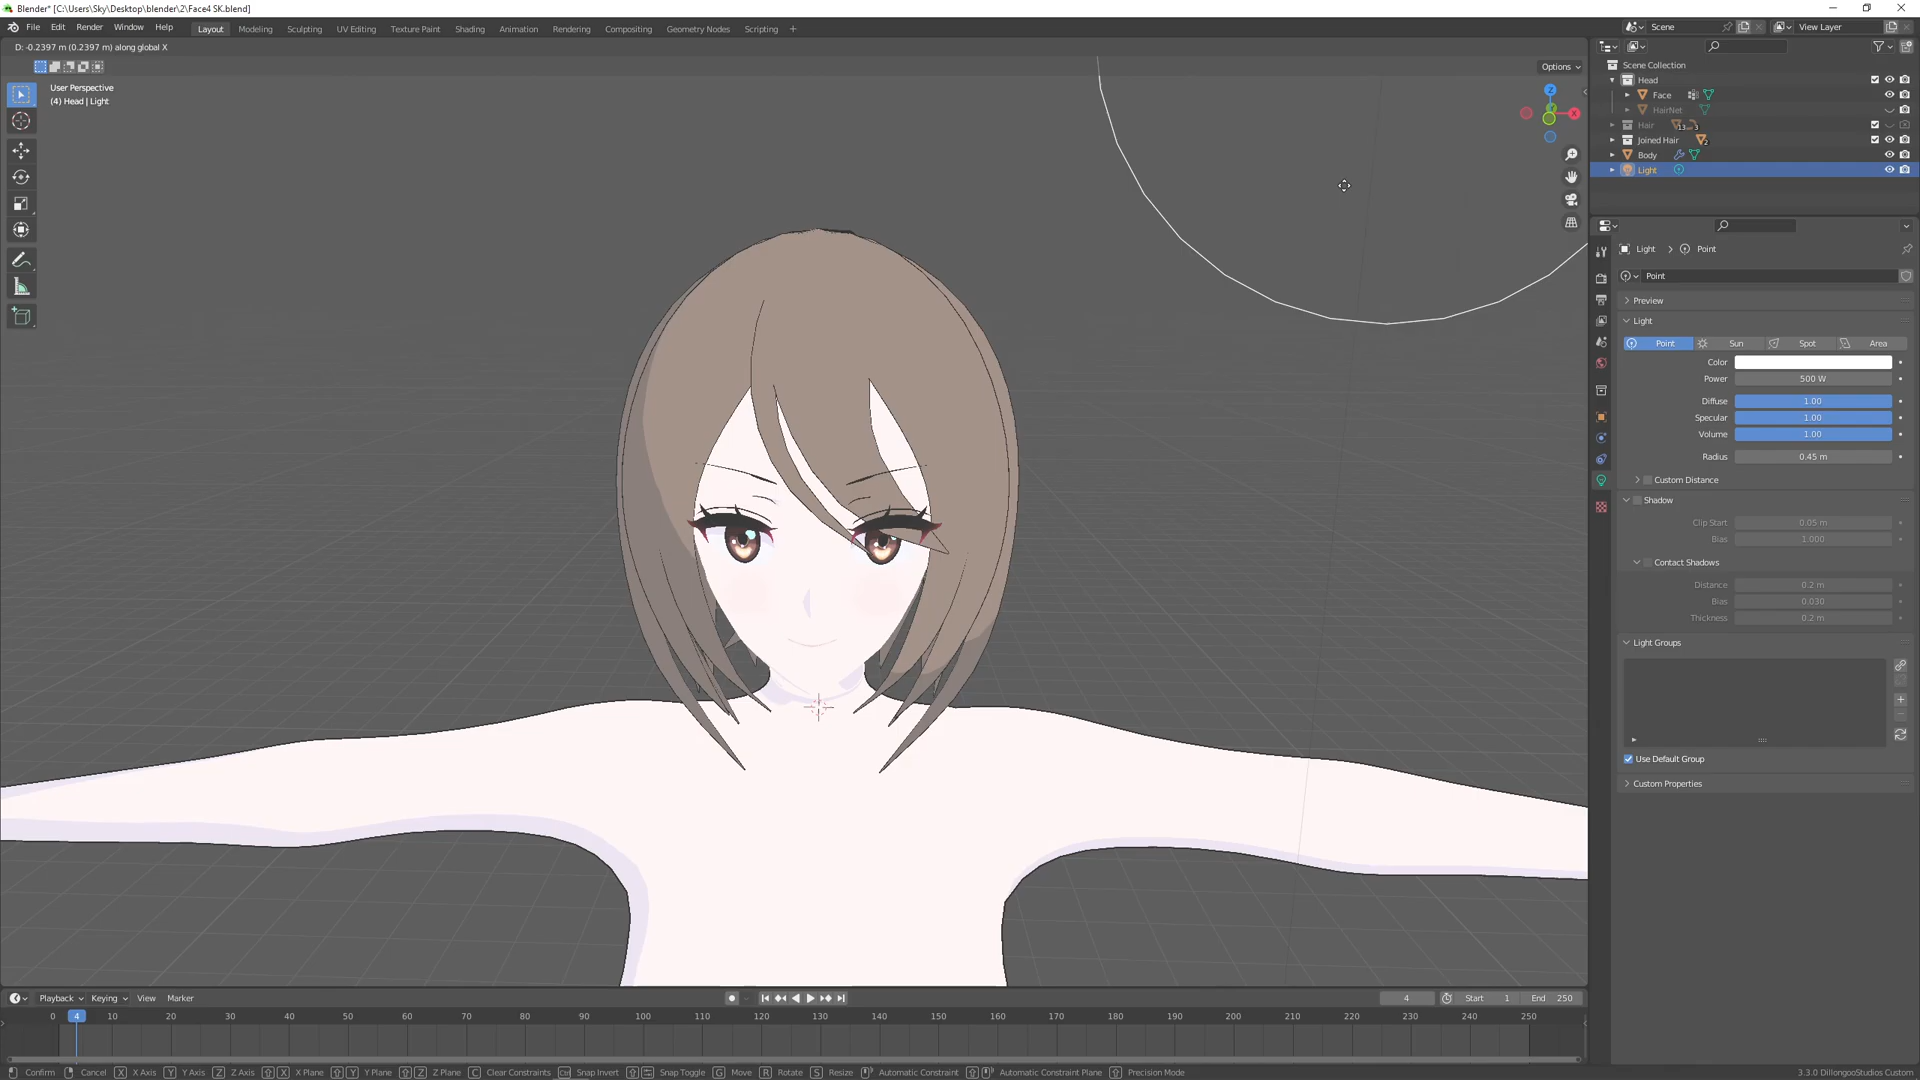 Blender* [C:\Users\Sky\Desktop\blender\2\Face4 SK.blend]
File Edit Render Window Help Layout Modeling Sculpting UV Editing Texture Paint Shading Animation Rendering Compositing Geometry Nodes Scripting + Scene View Layer
D: -0.2397 m (0.2397 m) along global X
Options
User Perspective
(4) Head | Light
Z
Y
X
Scene Collection
Head
Face
HairNet
Hair 13 3
Joined Hair 2
Body
Light
Light > Point
Point
Preview
Light
Point Sun Spot Area
Color
Power 500 W
Diffuse 1.00
Specular 1.00
Volume 1.00
Radius 0.45 m
Custom Distance
Shadow
Clip Start 0.05 m
Bias 1.000
Contact Shadows
Distance 0.2 m
Bias 0.030
Thickness 0.2 m
Light Groups
Use Default Group
Custom Properties
Playback Keying View Marker 4 Start 1 End 250
0 4 10 20 30 40 50 60 70 80 90 100 110 120 130 140 150 160 170 180 190 200 210 220 230 240 250
Confirm Cancel X X Axis Y Y Axis Z Z Axis X X Plane Y Y Plane Z Z Plane C Clear Constraints Ctrl Snap Invert Snap Toggle G Move R Rotate S Resize Automatic Constraint Automatic Constraint Plane Precision Mode 3.3.0 DillongooStudios Custom